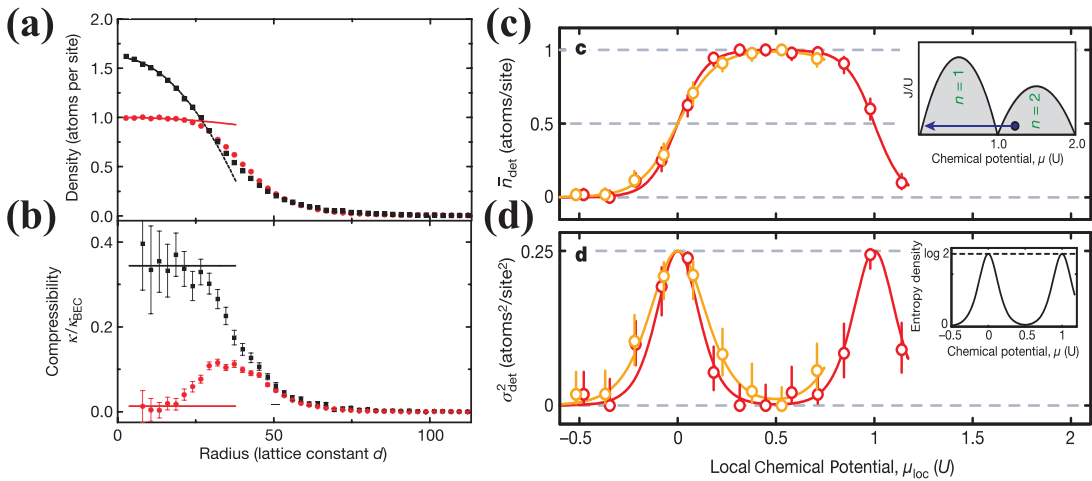 (a)
2.0
1.5
1.0
0.5
0.0
Density (atoms per site)
(b)
0.4
0.2
0.0
Compressibility
κ/κBEC
0 50 100
Radius (lattice constant d)
(c)
c
1
0.5
0
n̅det (atoms/site)
J/U
n = 1
n = 2
1.0 2.0
Chemical potential, μ (U)
(d)
d
0.25
0
σ²det (atoms²/site²)
Entropy density
log 2
0
−0.5 0 0.5 1
Chemical potential, μ (U)
−0.5 0 0.5 1 1.5 2
Local Chemical Potential, μloc (U)